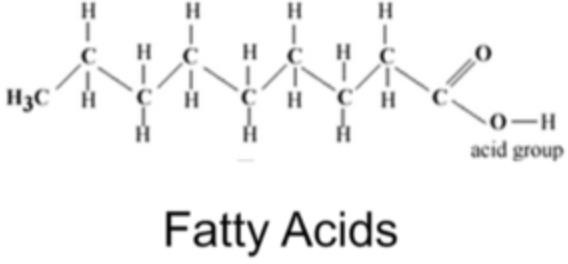 H H H H
C H C H C H C O
H3C H C H C H C H C
H H H O—H
acid group
Fatty Acids